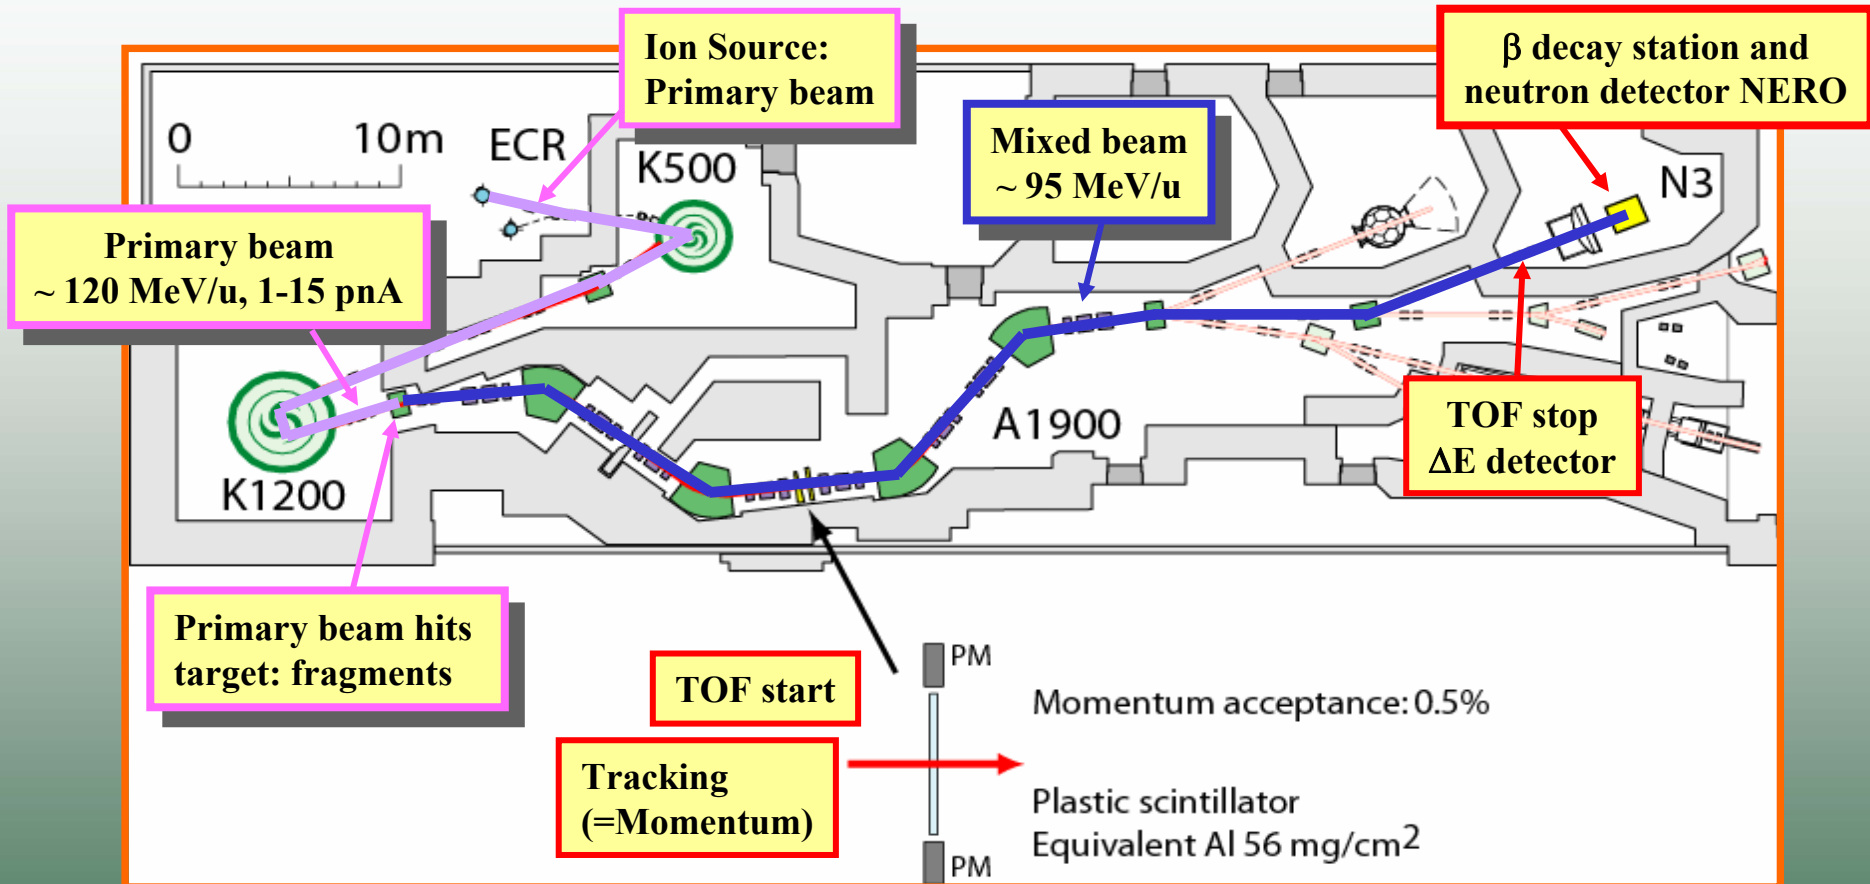 Ion Source:
Primary beam
β decay station and
neutron detector NERO
Mixed beam
~ 95 MeV/u
0
10m
ECR
K500
N3
Primary beam
~ 120 MeV/u, 1-15 pnA
A1900
TOF stop
ΔE detector
K1200
Primary beam hits
target: fragments
TOF start
PM
Momentum acceptance: 0.5%
Tracking
(=Momentum)
Plastic scintillator
Equivalent Al 56 mg/cm²
PM